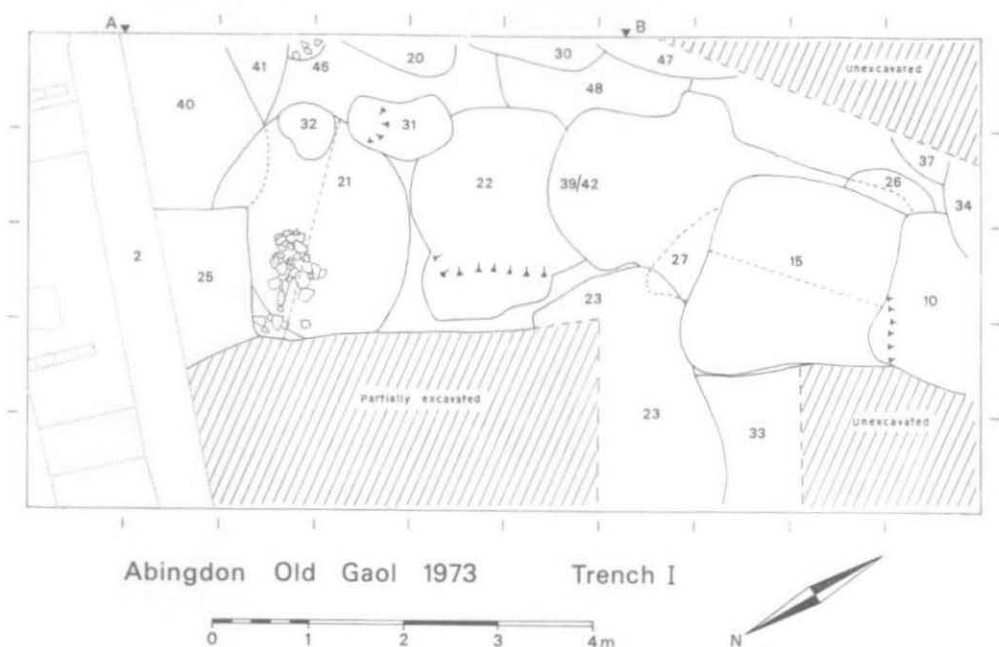 A B
41 46 20 30 47 Unexcavated
40 48
32 31 37
21 22 39/42 26
34
2 25 27 15 10
23
Partially excavated 23 33 Unexcavated
Abingdon Old Gaol 1973 Trench I
0 1 2 3 4m
N